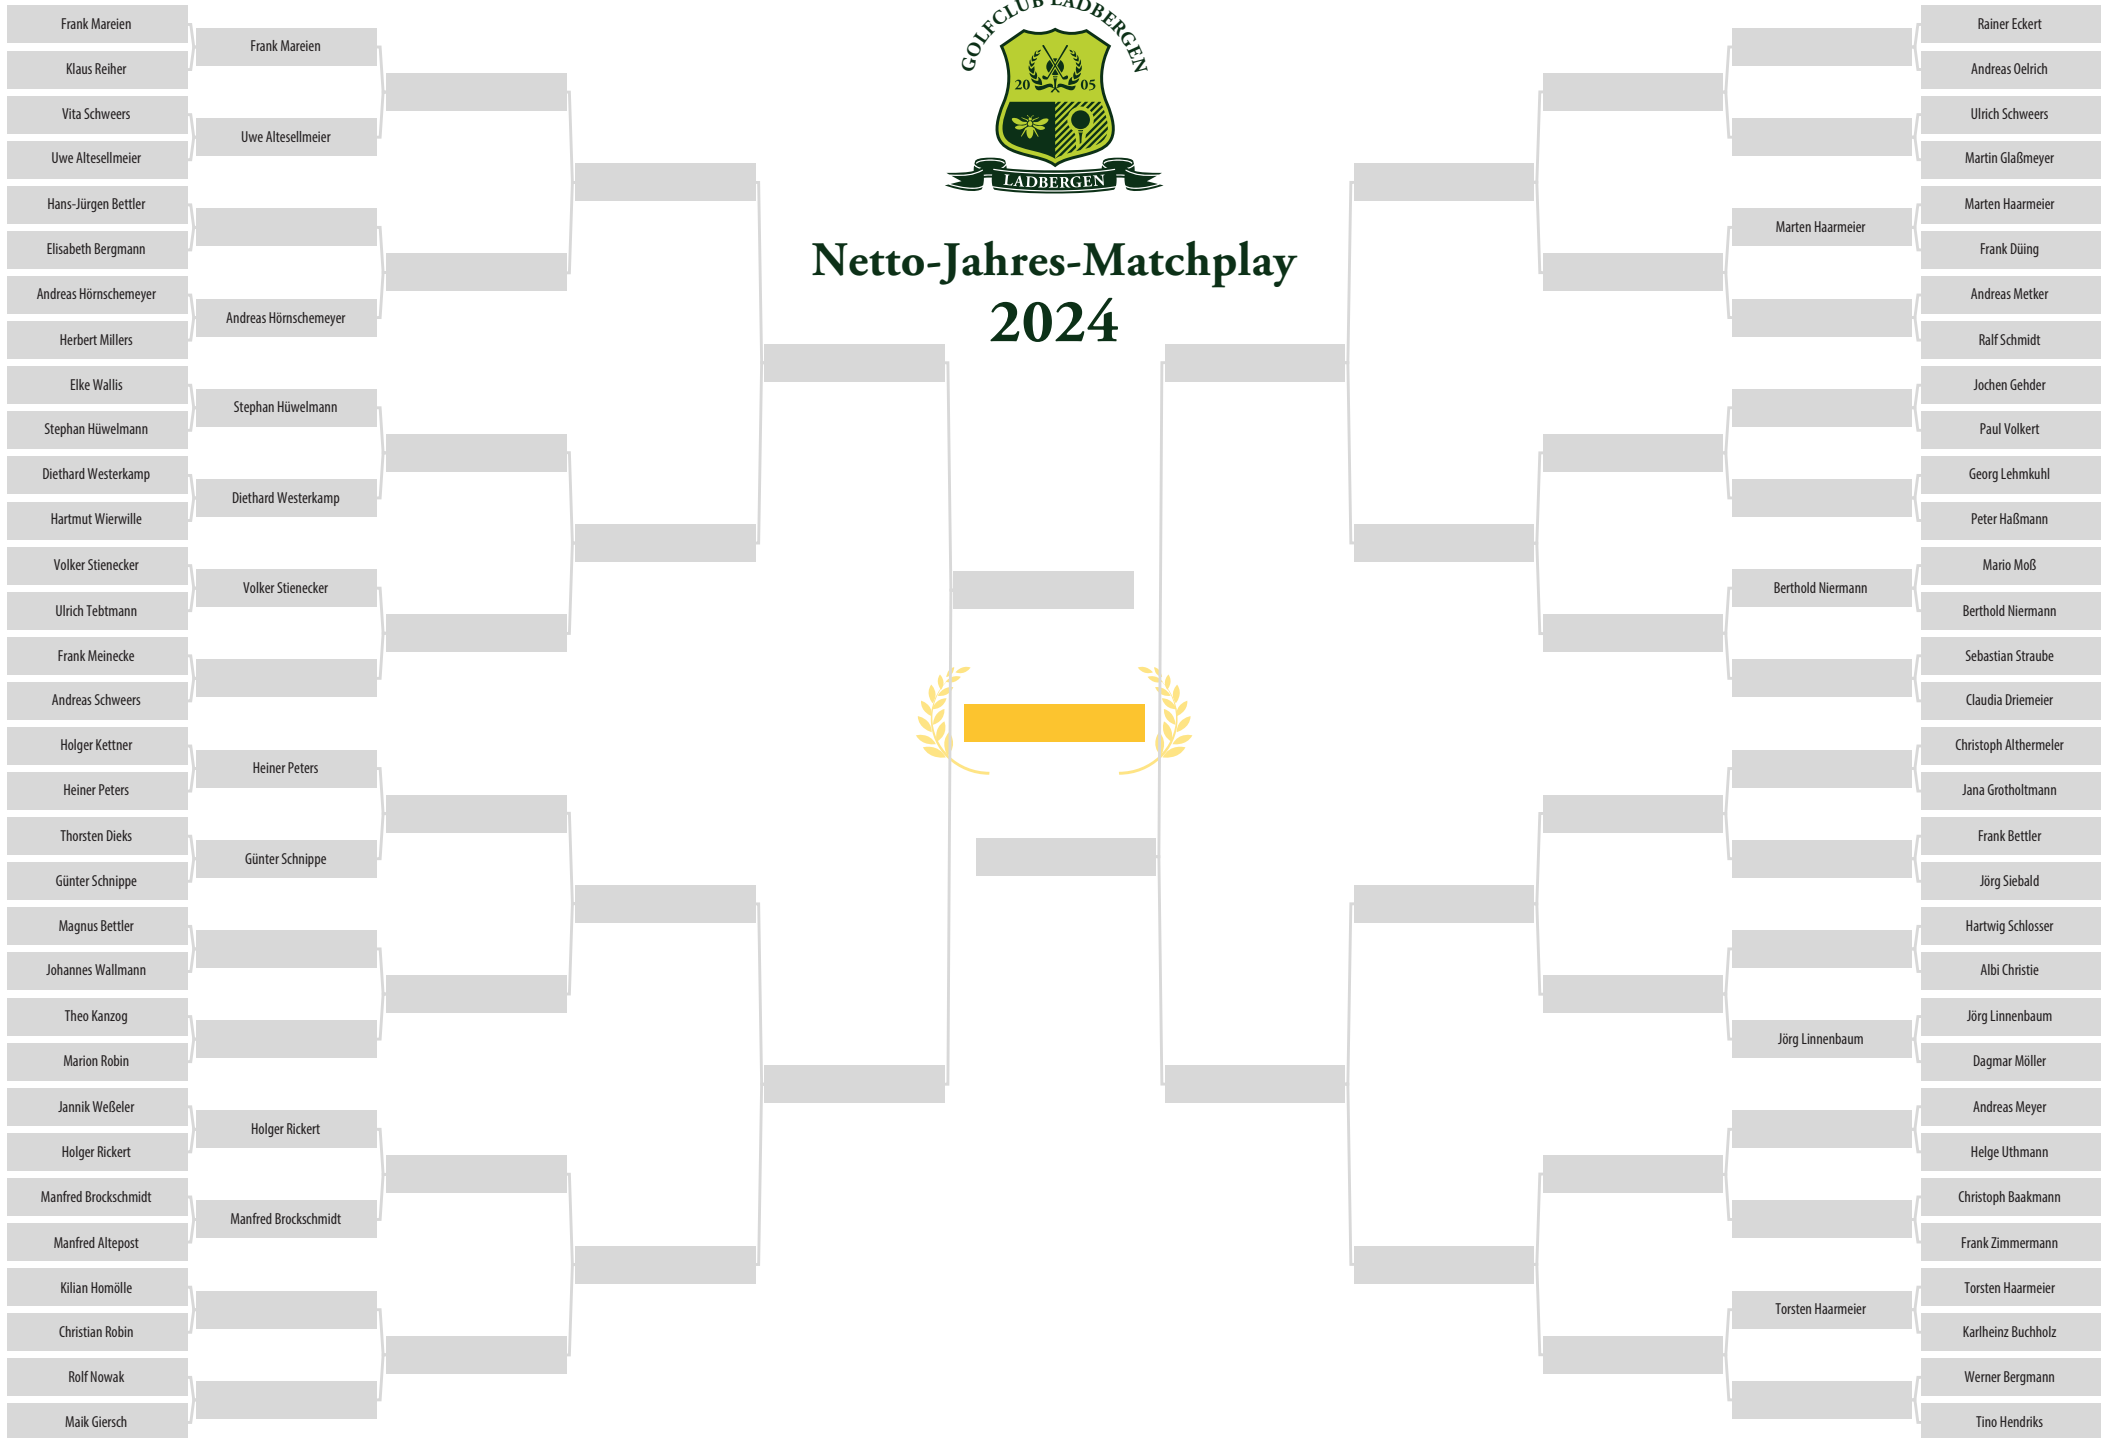 GOLFCLUB LADBERGEN
20 05
LADBERGEN
Netto-Jahres-Matchplay
2024
Frank Mareien
Klaus Reiher
Vita Schweers
Uwe Altesellmeier
Hans-Jürgen Bettler
Elisabeth Bergmann
Andreas Hörnschemeyer
Herbert Millers
Elke Wallis
Stephan Hüwelmann
Diethard Westerkamp
Hartmut Wierwille
Volker Stienecker
Ulrich Tebtmann
Frank Meinecke
Andreas Schweers
Holger Kettner
Heiner Peters
Thorsten Dieks
Günter Schnippe
Magnus Bettler
Johannes Wallmann
Theo Kanzog
Marion Robin
Jannik Weßeler
Holger Rickert
Manfred Brockschmidt
Manfred Altepost
Kilian Homölle
Christian Robin
Rolf Nowak
Maik Giersch
Frank Mareien
Uwe Altesellmeier
Andreas Hörnschemeyer
Stephan Hüwelmann
Diethard Westerkamp
Volker Stienecker
Heiner Peters
Günter Schnippe
Holger Rickert
Manfred Brockschmidt
Marten Haarmeier
Berthold Niermann
Jörg Linnenbaum
Torsten Haarmeier
Rainer Eckert
Andreas Oelrich
Ulrich Schweers
Martin Glaßmeyer
Marten Haarmeier
Frank Düing
Andreas Metker
Ralf Schmidt
Jochen Gehder
Paul Volkert
Georg Lehmkuhl
Peter Haßmann
Mario Moß
Berthold Niermann
Sebastian Straube
Claudia Driemeier
Christoph Althermeler
Jana Grotholtmann
Frank Bettler
Jörg Siebald
Hartwig Schlosser
Albi Christie
Jörg Linnenbaum
Dagmar Möller
Andreas Meyer
Helge Uthmann
Christoph Baakmann
Frank Zimmermann
Torsten Haarmeier
Karlheinz Buchholz
Werner Bergmann
Tino Hendriks